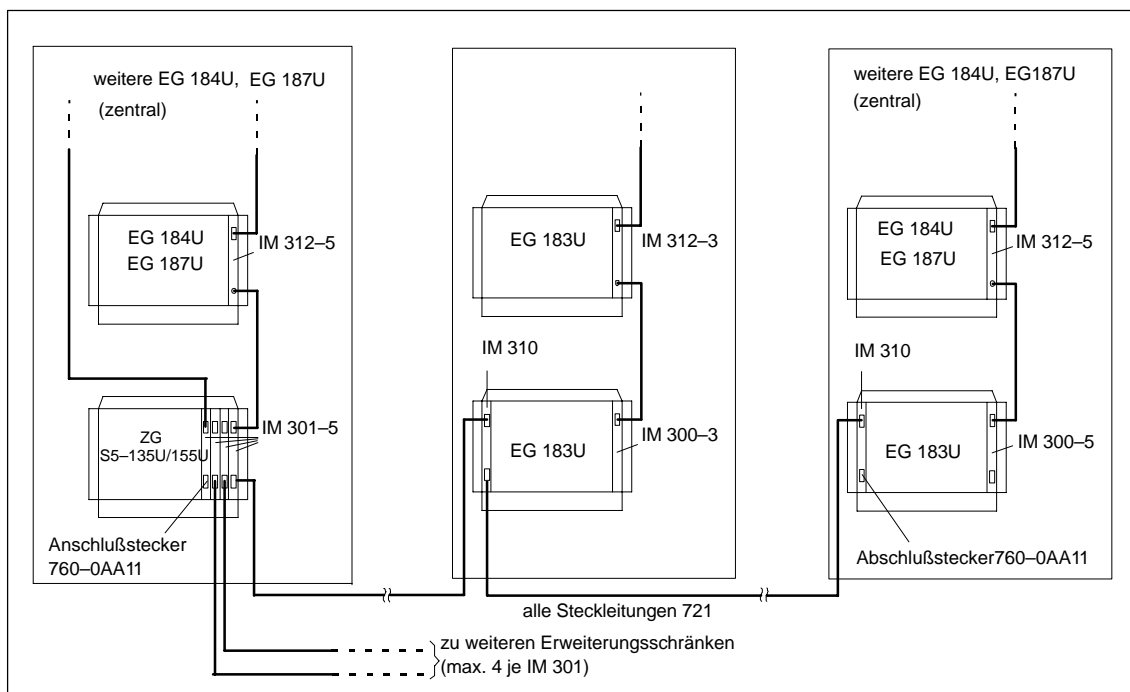 weitere EG 184U, EG 187U
(zentral)
EG 184U
EG 187U
IM 312–5
IM 301–5
ZG
S5–135U/155U
Anschlußstecker
760–0AA11
EG 183U
IM 312–3
IM 310
EG 183U
IM 300–3
weitere EG 184U, EG187U
(zentral)
EG 184U
EG 187U
IM 312–5
IM 310
EG 183U
IM 300–5
Abschlußstecker760–0AA11
alle Steckleitungen 721
zu weiteren Erweiterungsschränken
(max. 4 je IM 301)